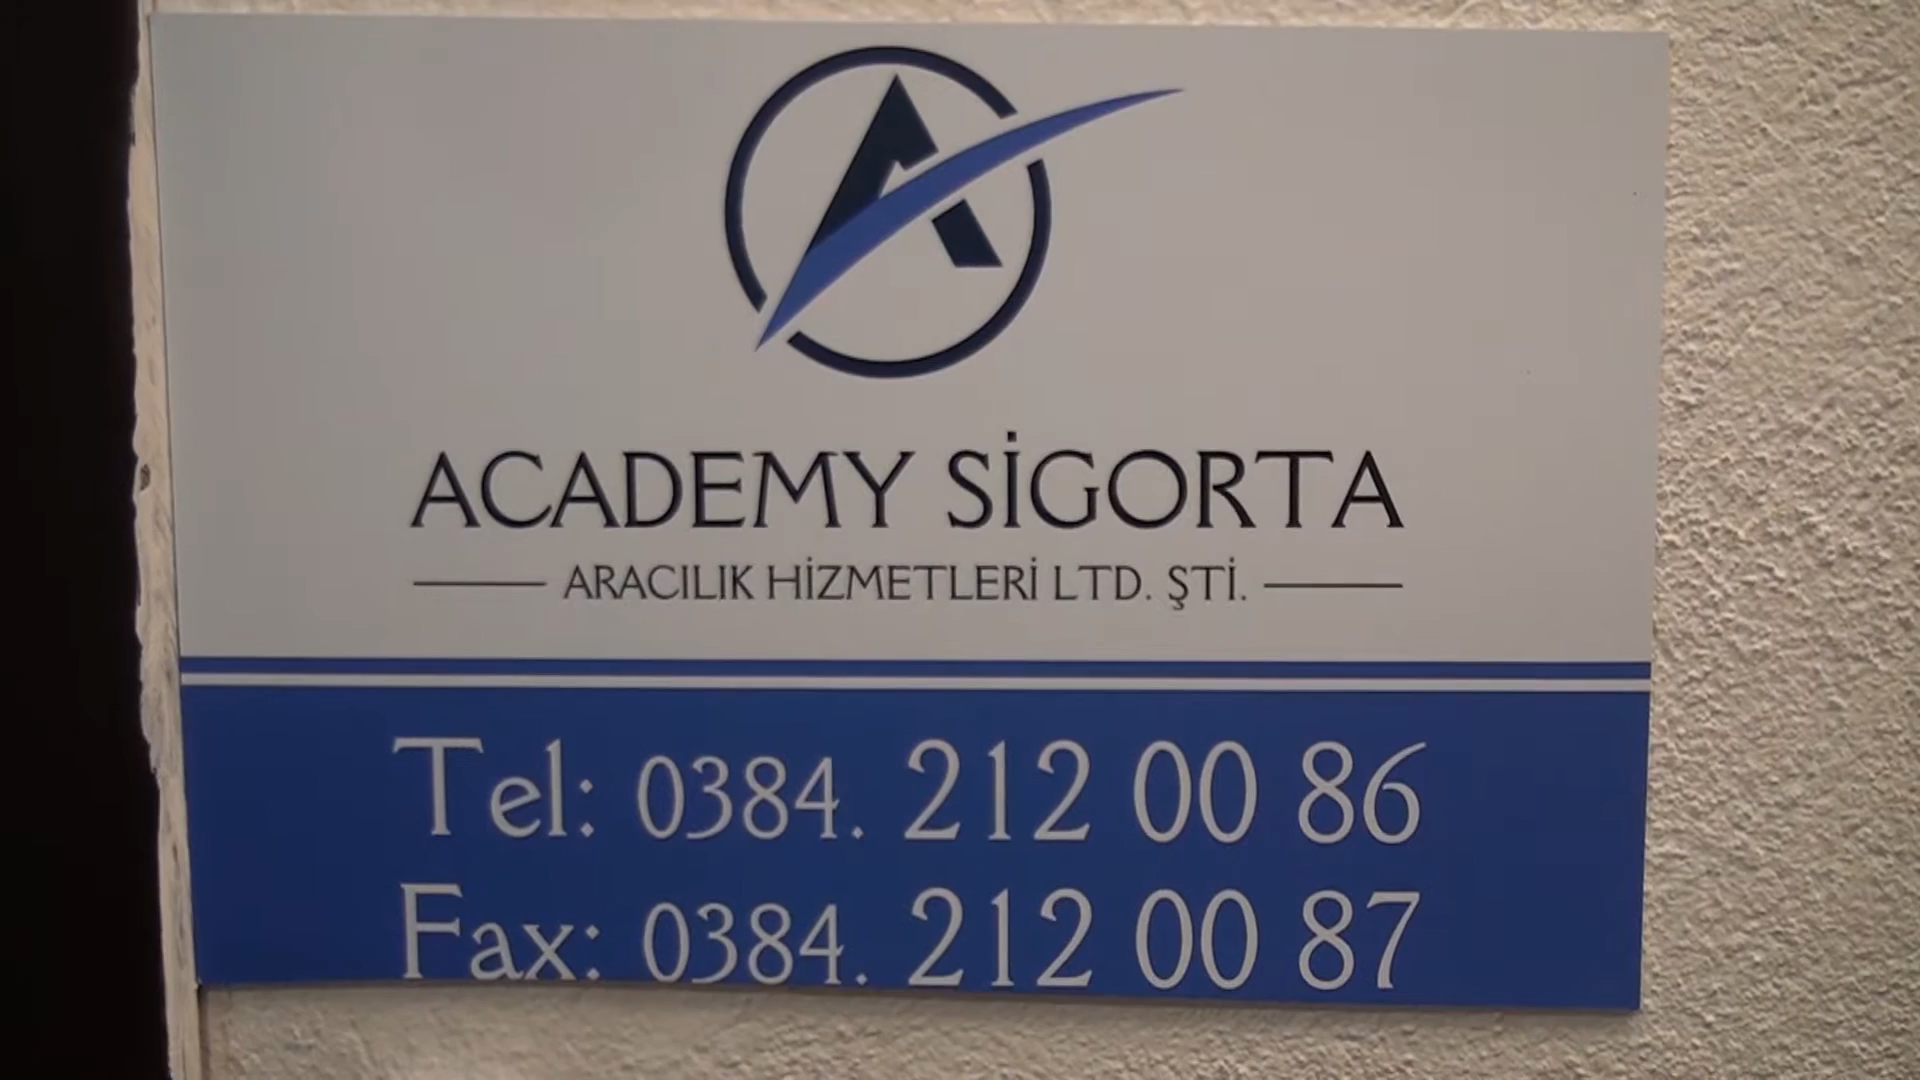 ACADEMY SİGORTA
ARACILIK HİZMETLERİ LTD. ŞTİ.
Tel: 0384. 212 00 86
Fax: 0384. 212 00 87